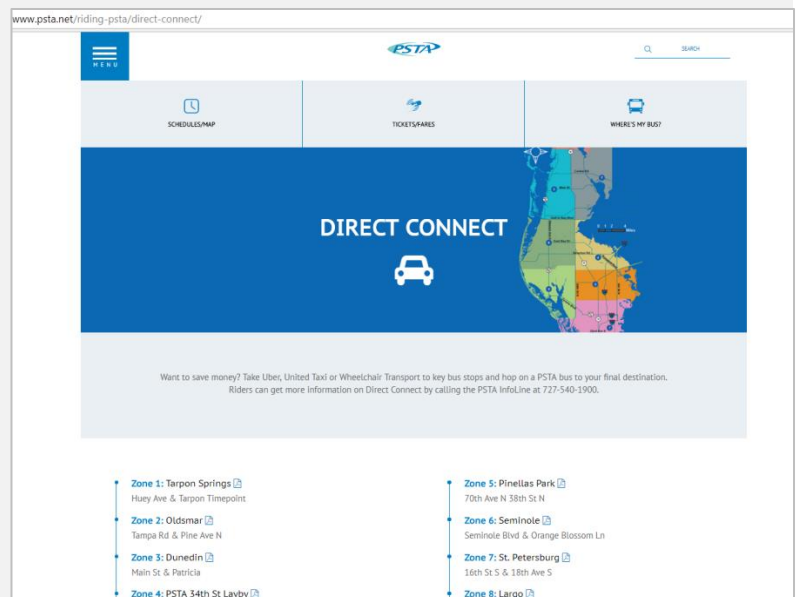 www.psta.net/riding-psta/direct-connect/
MENU
PSTA
SEARCH
SCHEDULES/MAP
TICKETS/FARES
WHERE'S MY BUS?
DIRECT CONNECT
Want to save money? Take Uber, United Taxi or Wheelchair Transport to key bus stops and hop on a PSTA bus to your final destination.
Riders can get more information on Direct Connect by calling the PSTA InfoLine at 727-540-1900.
Zone 1: Tarpon Springs
Huey Ave & Tarpon Timepoint
Zone 2: Oldsmar
Tampa Rd & Pine Ave N
Zone 3: Dunedin
Main St & Patricia
Zone 4: PSTA 34th St Layby
Zone 5: Pinellas Park
70th Ave N 38th St N
Zone 6: Seminole
Seminole Blvd & Orange Blossom Ln
Zone 7: St. Petersburg
16th St S & 18th Ave S
Zone 8: Largo